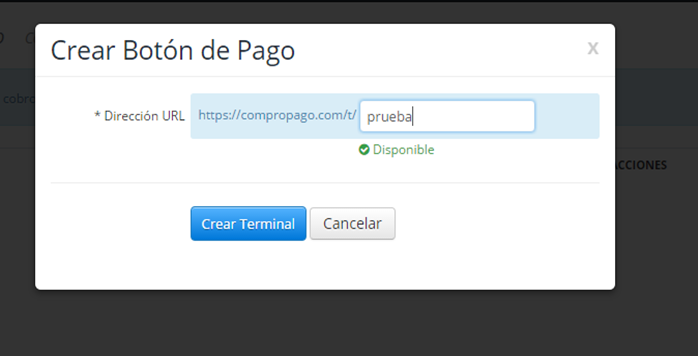 Crear Botón de Pago
x
* Dirección URL https://compropago.com/t/ prueba
Disponible
cobro
ACCIONES
Crear Terminal Cancelar